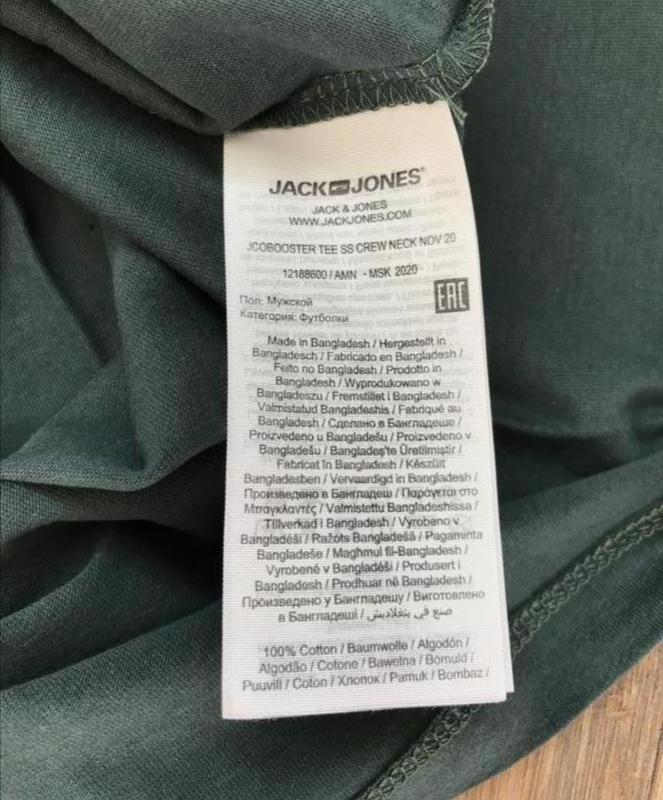 JACK JONES®
JACK & JONES
WWW.JACKJONES.COM
JCOBOOSTER TEE SS CREW NECK NOV 20
12188600 / AMN - MSK 2020
EAC
Пол: Мужской
Категория: Футболки
Made in Bangladesh / Hergestellt in
Bangladesch / Fabricado en Bangladesh /
Feito no Bangladesh / Prodotto in
Bangladesh / Wyprodukowano w
Bangladeszu / Fremstillet i Bangladesh /
Valmistatud Bangladeshis / Fabriqué au
Bangladesh / Сделано в Бангладеше /
Proizvedeno u Bangladešu / Proizvedeno v
Bangladešu / Bangladeş'te Üretilmiştir /
Fabricat în Bangladesh / Készült
Bangladesben / Vervaardigd in Bangladesh /
Произведено в Бангладеш / Παράγεται στο
Μπαγκλαντές / Valmistettu Bangladeshissa /
Tillverkad i Bangladesh / Vyrobeno v
Bangladéši / Ražots Bangladešā / Pagaminta
Bangladeše / Maghmul fil-Bangladesh /
Vyrobené v Bangladéši / Produsert i
Bangladesh / Prodhuar në Bangladesh /
Произведено у Бангладешу / Виготовлено
в Бангладеші / صنع في بنغلاديش
100% Cotton / Baumwolle / Algodón /
Algodão / Cotone / Bawełna / Bomuld /
Puuvill / Coton / Хлопок / Pamuk / Bombaz /